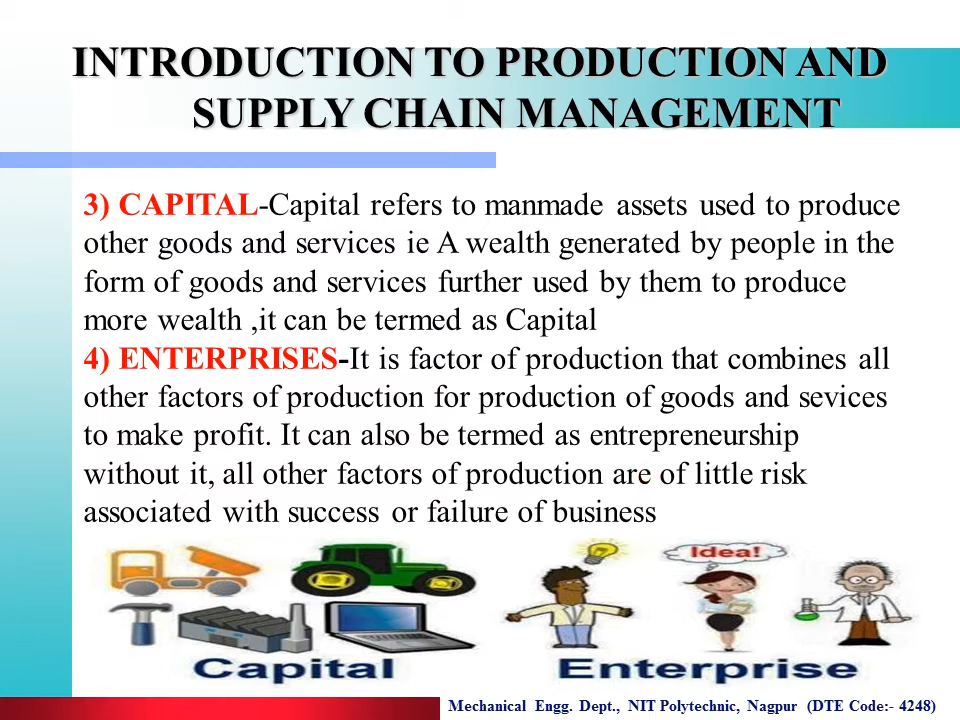 INTRODUCTION TO PRODUCTION AND
SUPPLY CHAIN MANAGEMENT
3) CAPITAL-Capital refers to manmade assets used to produce
other goods and services ie A wealth generated by people in the
form of goods and services further used by them to produce
more wealth ,it can be termed as Capital
4) ENTERPRISES-It is factor of production that combines all
other factors of production for production of goods and sevices
to make profit. It can also be termed as entrepreneurship
without it, all other factors of production are of little risk
associated with success or failure of business
Idea!
Capital
Enterprise
Mechanical Engg. Dept., NIT Polytechnic, Nagpur (DTE Code:- 4248)